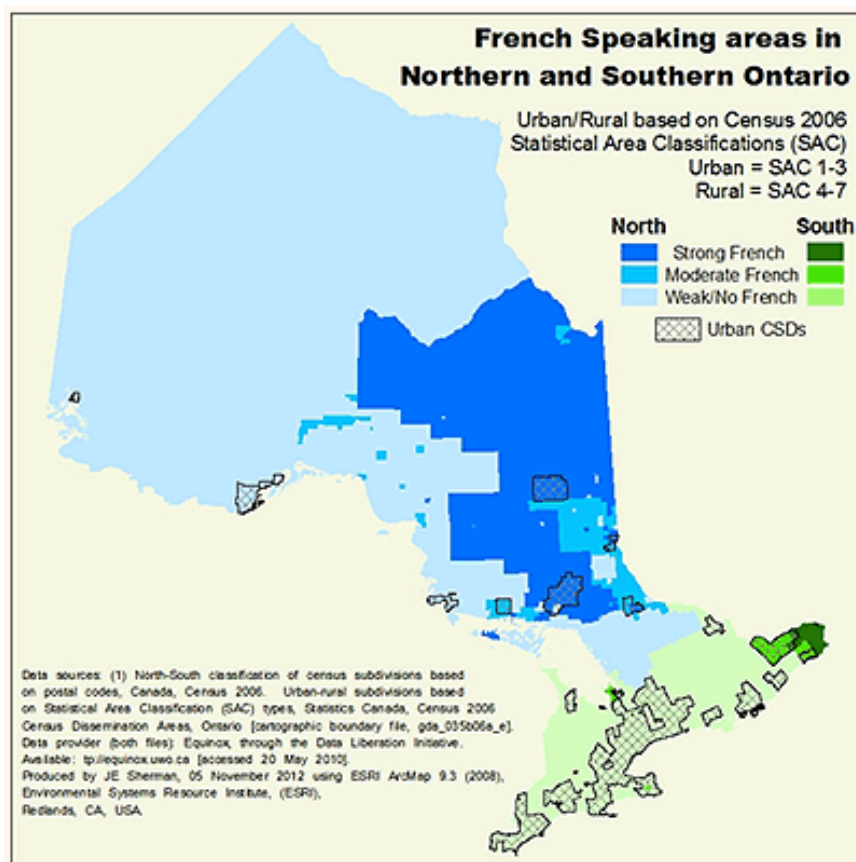 French Speaking areas in
Northern and Southern Ontario
Urban/Rural based on Census 2006
Statistical Area Classifications (SAC)
Urban = SAC 1-3
Rural = SAC 4-7
North South
Strong French
Moderate French
Weak/No French
Urban CSDs
Data sources: (1) North-South classification of census subdivisions based
on postal codes, Canada, Census 2006. Urban-rural subdivisions based
on Statistical Area Classification (SAC) types, Statistics Canada, Census 2006
Census Dissemination Areas, Ontario [cartographic boundary file, gda_035b06a_e].
Data provider (both files): Equinox, through the Data Liberation Initiative.
Available: tp://equinox.uwo.ca [accessed 20 May 2010].
Produced by JE Sherman, 05 November 2012 using ESRI ArcMap 9.3 (2008),
Environmental Systems Resource Institute, (ESRI),
Redlands, CA, USA.